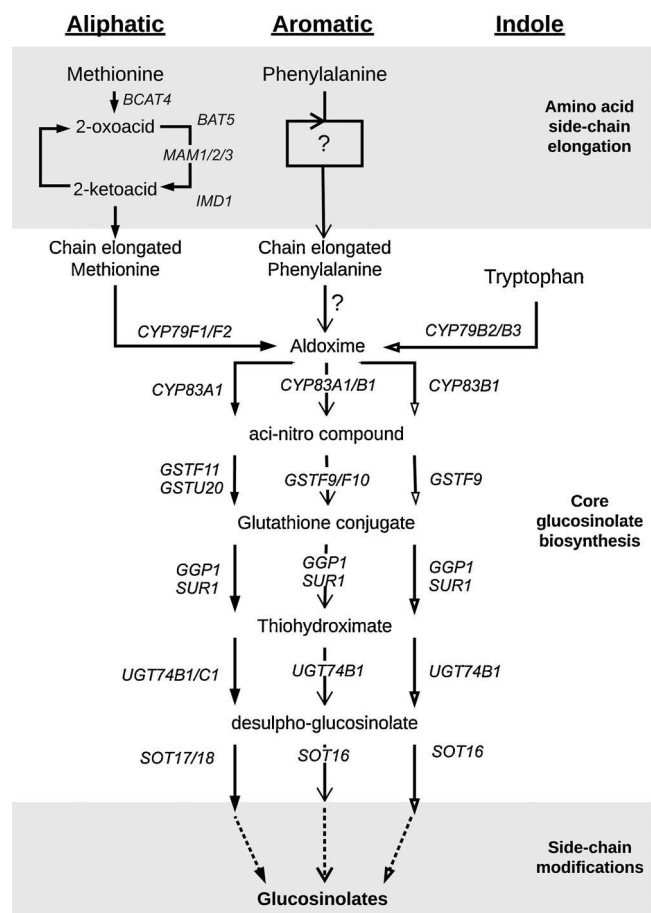 Aliphatic Aromatic Indole
Methionine Phenylalanine
BCAT4
2-oxoacid BAT5
MAM1/2/3
?
2-ketoacid
IMD1
Amino acid
side-chain
elongation
Chain elongated Chain elongated
Methionine Phenylalanine
Tryptophan
?
CYP79F1/F2 CYP79B2/B3
Aldoxime
CYP83A1 CYP83A1/B1 CYP83B1
aci-nitro compound
GSTF11
GSTU20
GSTF9/F10 GSTF9
Glutathione conjugate
Core
glucosinolate
biosynthesis
GGP1 GGP1 GGP1
SUR1 SUR1 SUR1
Thiohydroximate
UGT74B1/C1 UGT74B1 UGT74B1
desulpho-glucosinolate
SOT17/18 SOT16 SOT16
Side-chain
modifications
Glucosinolates